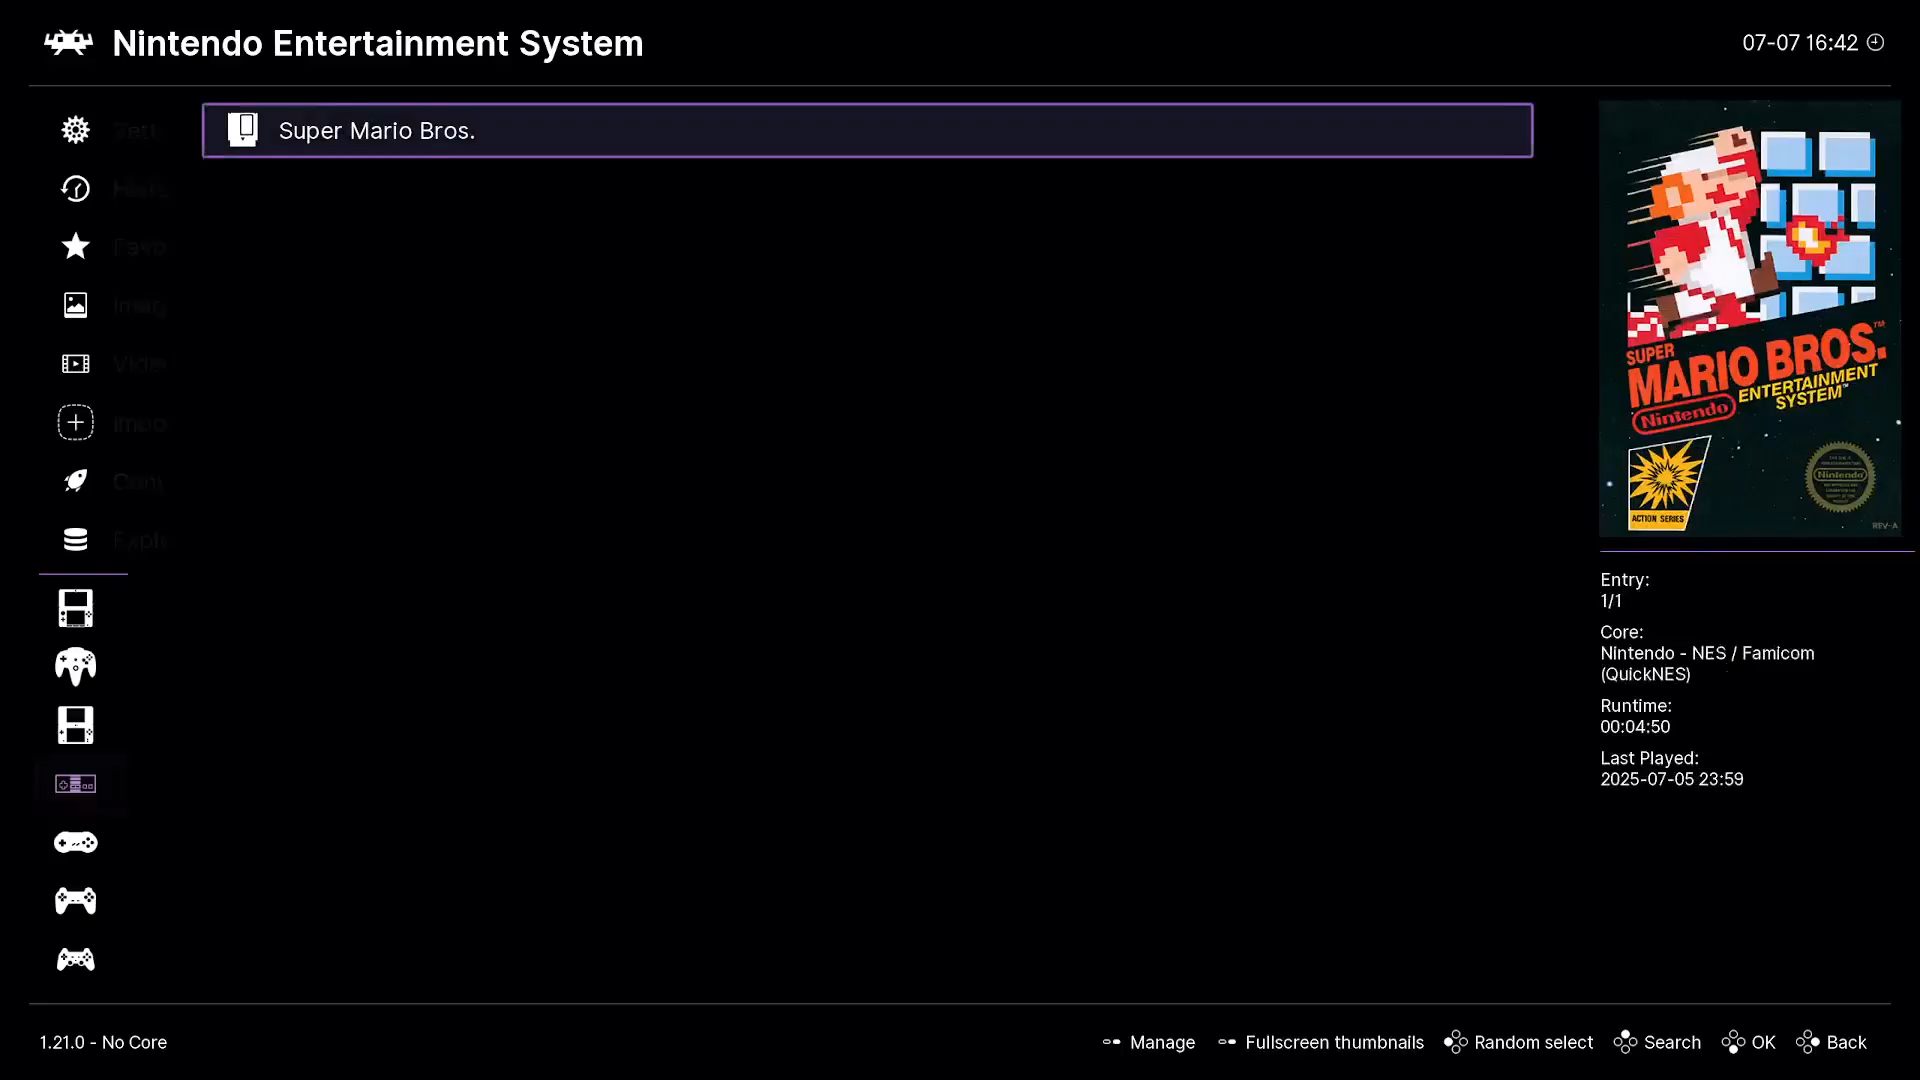 Nintendo Entertainment System
07-07 16:42
Super Mario Bros.
SUPER
MARIO BROS.™
ENTERTAINMENT
SYSTEM™
Nintendo
ACTION SERIES
Nintendo
REV-A
Entry:
1/1
Core:
Nintendo - NES / Famicom
(QuickNES)
Runtime:
00:04:50
Last Played:
2025-07-05 23:59
1.21.0 - No Core
Manage
Fullscreen thumbnails
Random select
Search
OK
Back